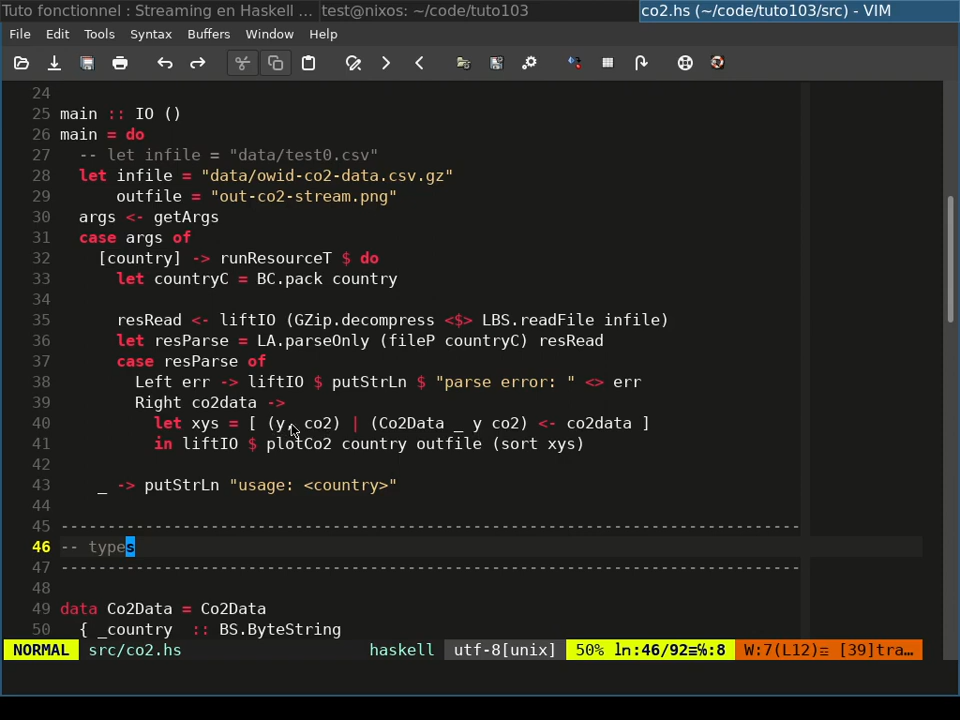 Tuto fonctionnel : Streaming en Haskell ... test@nixos: ~/code/tuto103 co2.hs (~/code/tuto103/src) - VIM
File Edit Tools Syntax Buffers Window Help
24
25 main :: IO ()
26 main = do
27   -- let infile = "data/test0.csv"
28   let infile = "data/owid-co2-data.csv.gz"
29       outfile = "out-co2-stream.png"
30   args <- getArgs
31   case args of
32     [country] -> runResourceT $ do
33       let countryC = BC.pack country
34
35       resRead <- liftIO (GZip.decompress <$> LBS.readFile infile)
36       let resParse = LA.parseOnly (fileP countryC) resRead
37       case resParse of
38         Left err -> liftIO $ putStrLn $ "parse error: " <> err
39         Right co2data ->
40           let xys = [ (y, co2) | (Co2Data _ y co2) <- co2data ]
41           in liftIO $ plotCo2 country outfile (sort xys)
42
43     _ -> putStrLn "usage: <country>"
44
45 -------------------------------------------------------------------------------
46 -- types
47 -------------------------------------------------------------------------------
48
49 data Co2Data = Co2Data
50   { _country  :: BS.ByteString
NORMAL src/co2.hs haskell utf-8[unix] 50% ln:46/92≡℅:8 W:7(L12)☰ [39]tra…